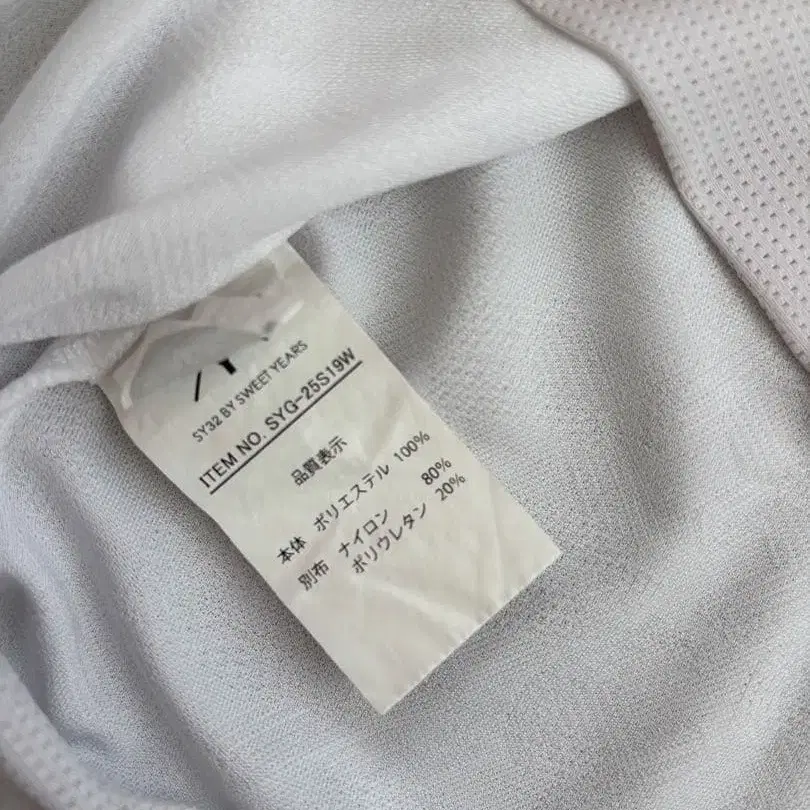 SY32 BY SWEET YEARS
ITEM NO. SYG-25S19W
品質表示
本体 ポリエステル 100%
別布 ナイロン 80%
ポリウレタン 20%